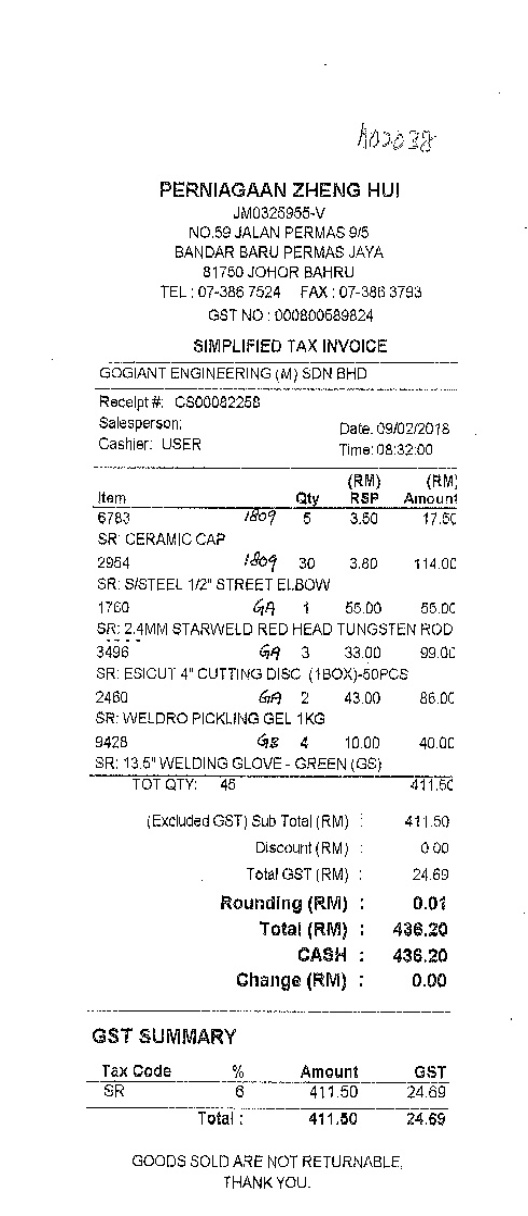 A02038
PERNIAGAAN ZHENG HUI
JM0325955-V
NO.59 JALAN PERMAS 9/5
BANDAR BARU PERMAS JAYA
81750 JOHOR BAHRU
TEL : 07-386 7524 FAX : 07-386 3793
GST NO : 000800589824
SIMPLIFIED TAX INVOICE
GOGIANT ENGINEERING (M) SDN BHD
Receipt #: CS00082258
Salesperson: Date: 09/02/2018
Cashier: USER Time: 08:32:00
(RM) (RM)
Item Qty RSP Amount
6783 1809 5 3.50 17.50
SR: CERAMIC CAP
2954 1809 30 3.80 114.00
SR: S/STEEL 1/2" STREET ELBOW
1760 GA 1 55.00 55.00
SR: 2.4MM STARWELD RED HEAD TUNGSTEN ROD
3496 GA 3 33.00 99.00
SR: ESICUT 4" CUTTING DISC (1BOX)-50PCS
2460 GA 2 43.00 86.00
SR: WELDRO PICKLING GEL 1KG
9428 GS 4 10.00 40.00
SR: 13.5" WELDING GLOVE - GREEN (GS)
TOT QTY: 45 411.50
(Excluded GST) Sub Total (RM) : 411.50
Discount (RM) : 0.00
Total GST (RM) : 24.69
Rounding (RM) : 0.01
Total (RM) : 436.20
CASH : 436.20
Change (RM) : 0.00
GST SUMMARY
Tax Code % Amount GST
SR 6 411.50 24.69
Total : 411.50 24.69
GOODS SOLD ARE NOT RETURNABLE,
THANK YOU.